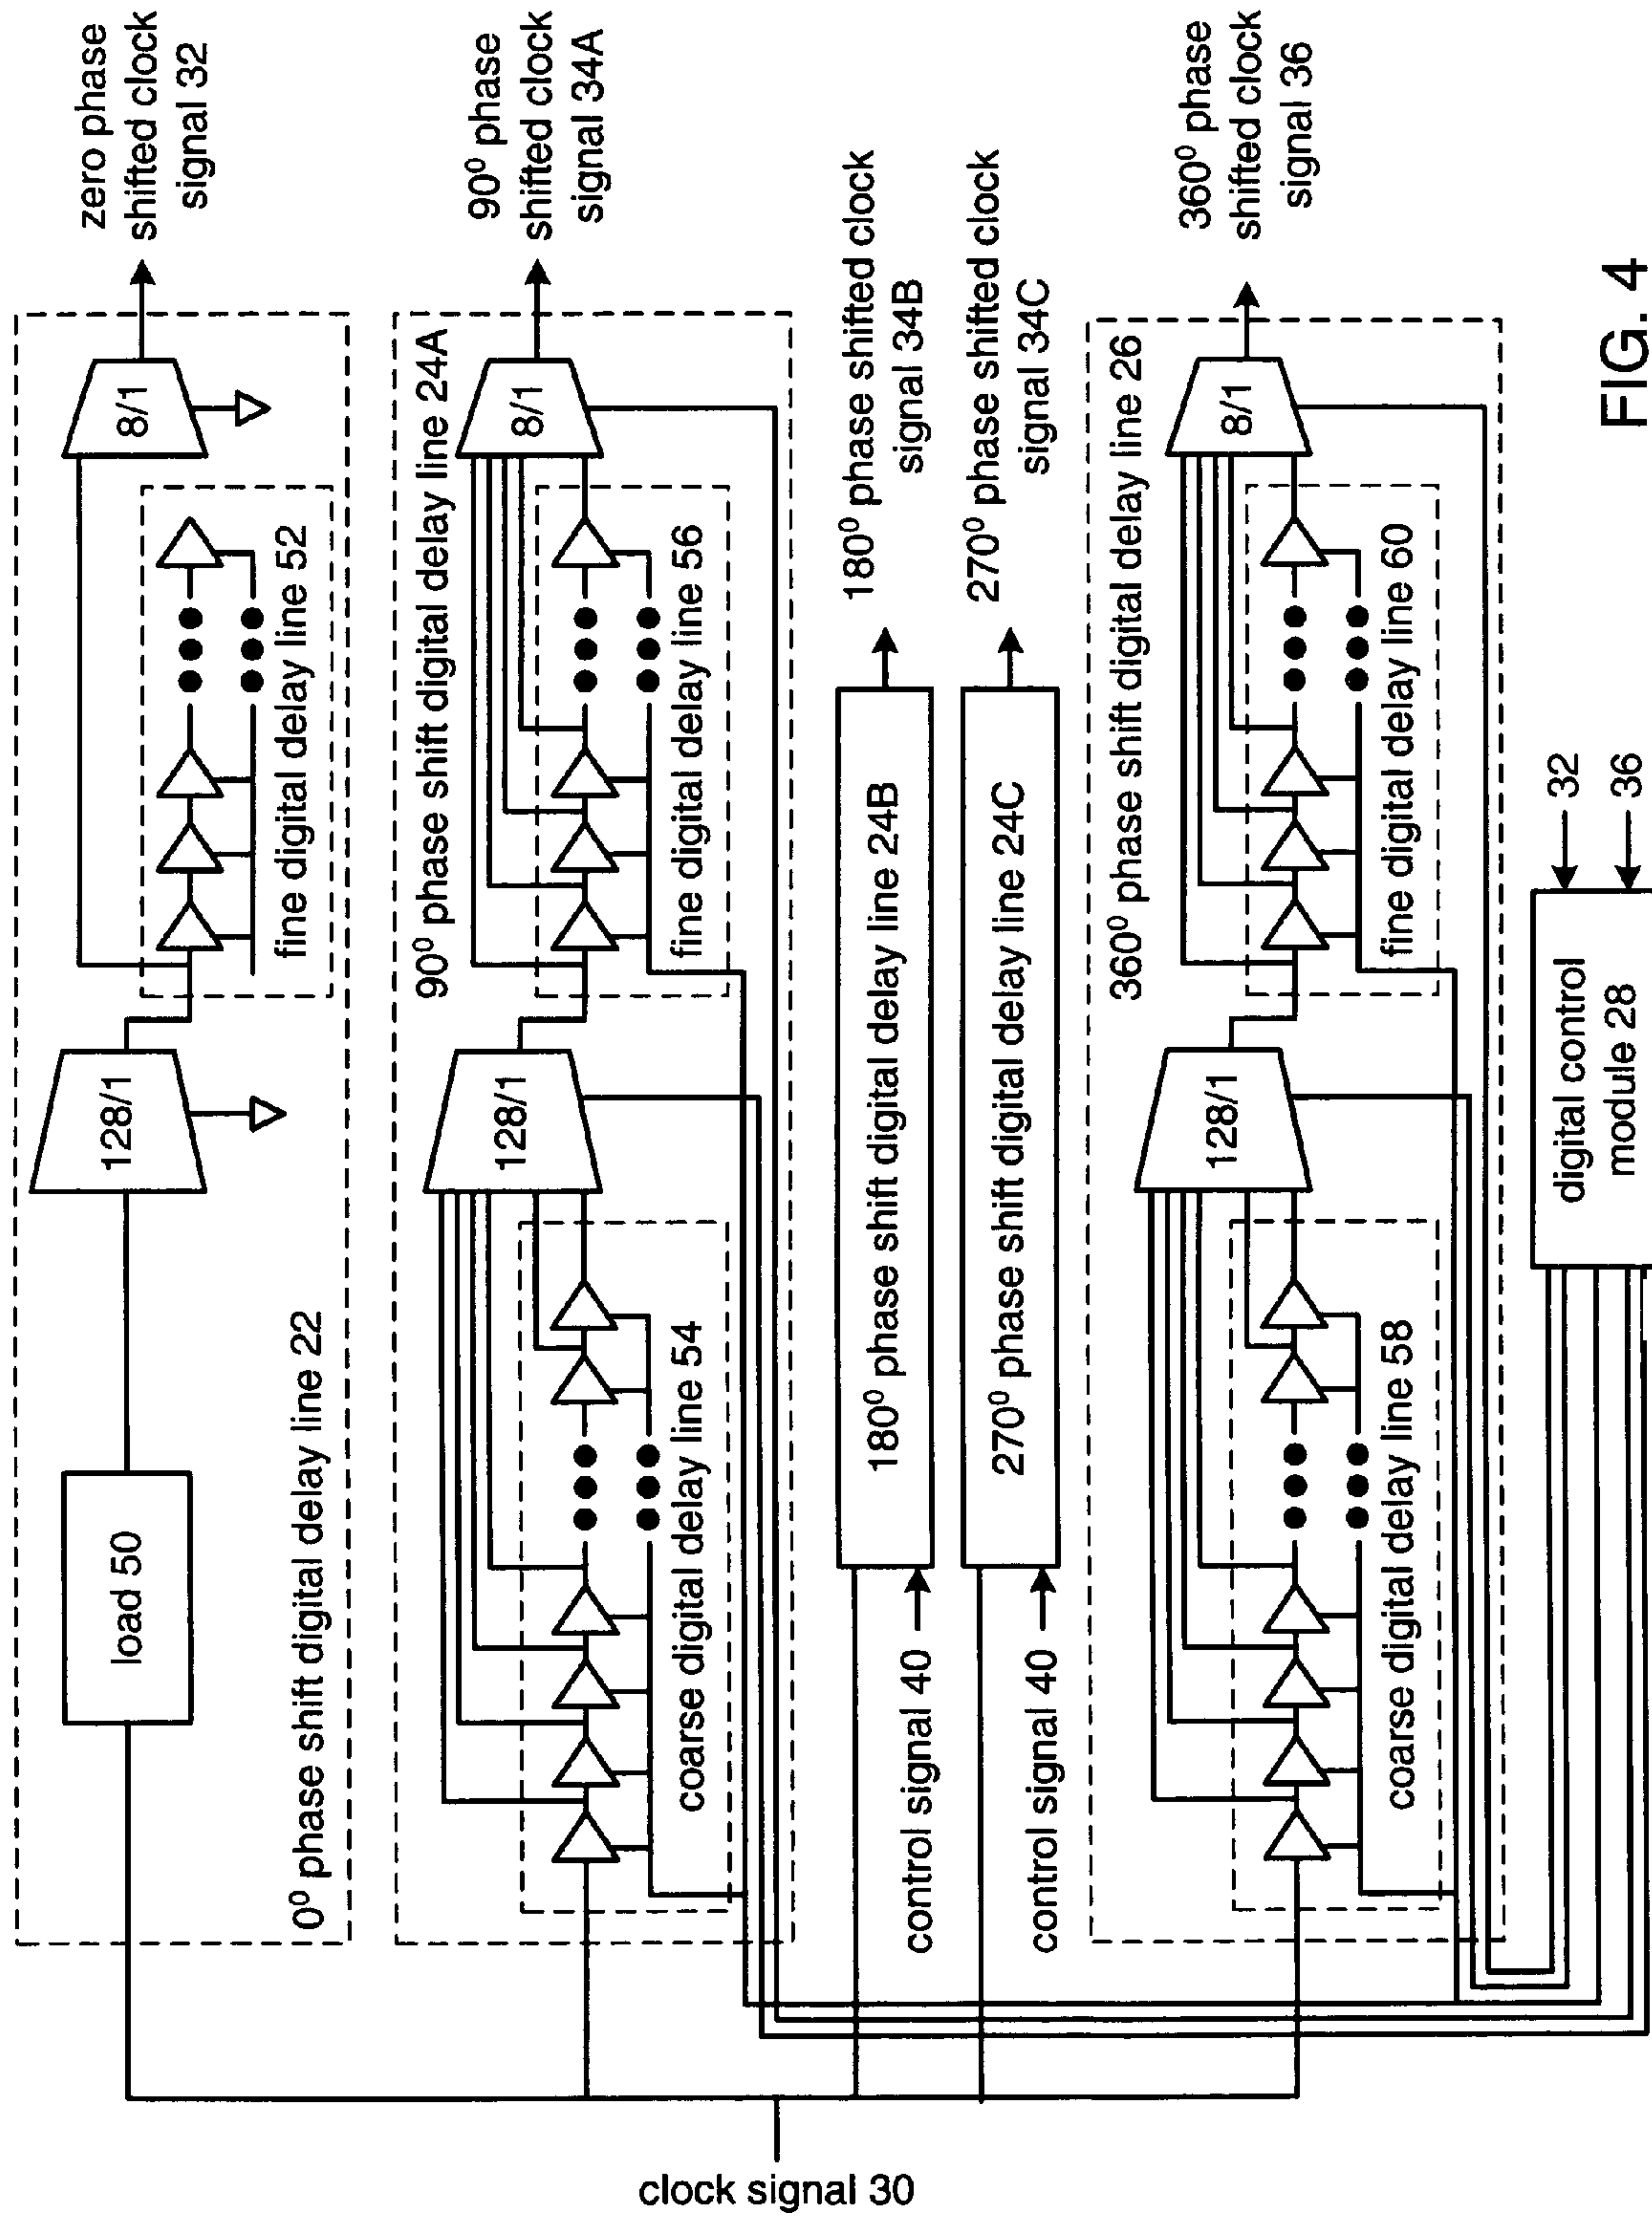 zero phase
shifted clock
signal 32
load 50
128/1
8/1
fine digital delay line 52
0⁰ phase shift digital delay line 22
90⁰ phase shift digital delay line 24A
90⁰ phase
shifted clock
signal 34A
128/1
8/1
coarse digital delay line 54
fine digital delay line 56
180⁰ phase shift digital delay line 24B
180⁰ phase shifted clock
signal 34B
control signal 40
270⁰ phase shift digital delay line 24C
270⁰ phase shifted clock
signal 34C
control signal 40
clock signal 30
360⁰ phase shift digital delay line 26
360⁰ phase
shifted clock
signal 36
128/1
8/1
coarse digital delay line 58
fine digital delay line 60
digital control
module 28
32
36
FIG. 4